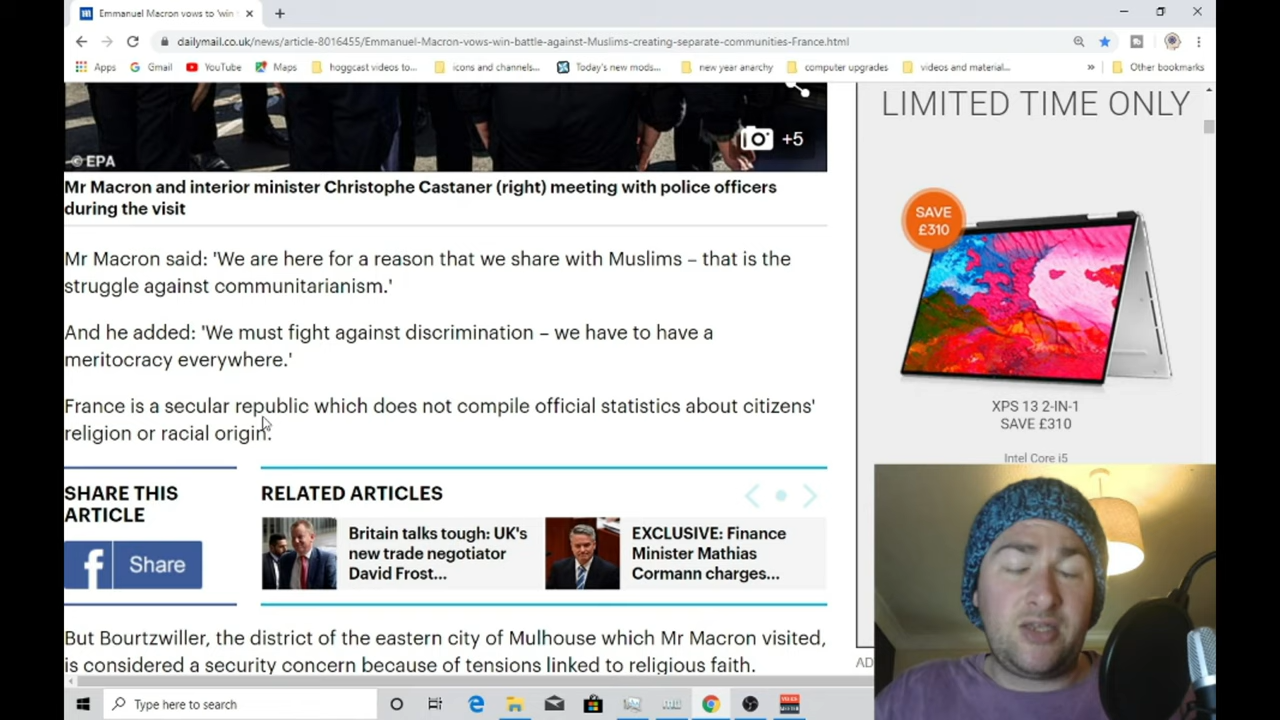 Emmanuel Macron vows to 'win
dailymail.co.uk/news/article-8016455/Emmanuel-Macron-vows-win-battle-against-Muslims-creating-separate-communities-France.html
Apps Gmail YouTube Maps hoggcast videos to... icons and channels... Today's new mods... new year anarchy computer upgrades videos and material... » Other bookmarks
© EPA
+5
Mr Macron and interior minister Christophe Castaner (right) meeting with police officers
during the visit
Mr Macron said: 'We are here for a reason that we share with Muslims – that is the
struggle against communitarianism.'
And he added: 'We must fight against discrimination – we have to have a
meritocracy everywhere.'
France is a secular republic which does not compile official statistics about citizens'
religion or racial origin.
SHARE THIS
ARTICLE
f Share
RELATED ARTICLES
Britain talks tough: UK's
new trade negotiator
David Frost...
EXCLUSIVE: Finance
Minister Mathias
Cormann charges...
But Bourtzwiller, the district of the eastern city of Mulhouse which Mr Macron visited,
is considered a security concern because of tensions linked to religious faith.
LIMITED TIME ONLY
SAVE
£310
XPS 13 2-IN-1
SAVE £310
Intel Core i5
AD
Type here to search